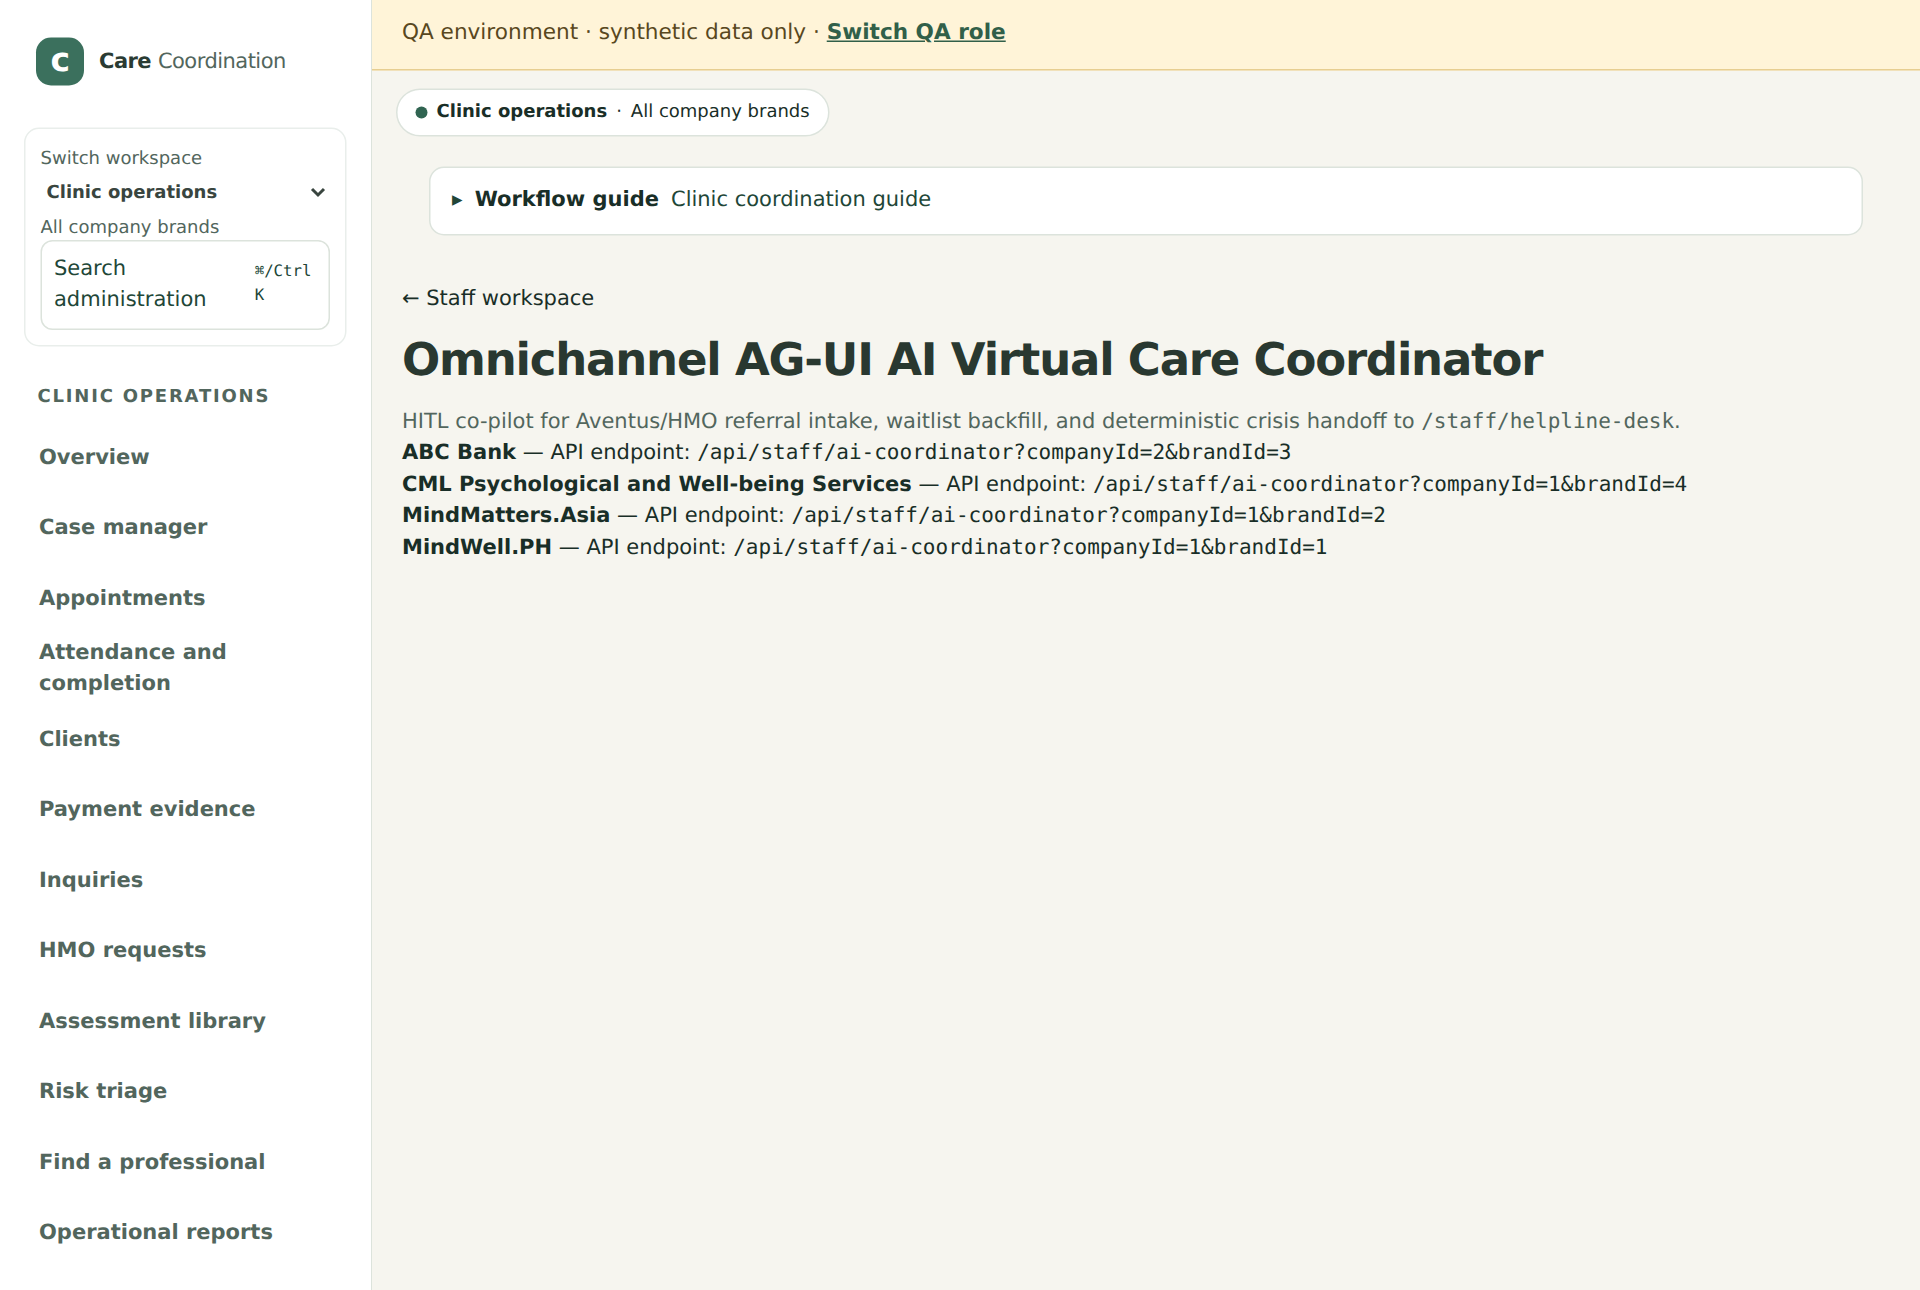 c Care Coordination
Switch workspace
Clinic operations
All company brands
Search administration ⌘/Ctrl K
CLINIC OPERATIONS
Overview
Case manager
Appointments
Attendance and
completion
Clients
Payment evidence
Inquiries
HMO requests
Assessment library
Risk triage
Find a professional
Operational reports
QA environment · synthetic data only · Switch QA role
Clinic operations · All company brands
▸ Workflow guide Clinic coordination guide
← Staff workspace
Omnichannel AG-UI AI Virtual Care Coordinator
HITL co-pilot for Aventus/HMO referral intake, waitlist backfill, and deterministic crisis handoff to /staff/helpline-desk.
ABC Bank — API endpoint: /api/staff/ai-coordinator?companyId=2&brandId=3
CML Psychological and Well-being Services — API endpoint: /api/staff/ai-coordinator?companyId=1&brandId=4
MindMatters.Asia — API endpoint: /api/staff/ai-coordinator?companyId=1&brandId=2
MindWell.PH — API endpoint: /api/staff/ai-coordinator?companyId=1&brandId=1